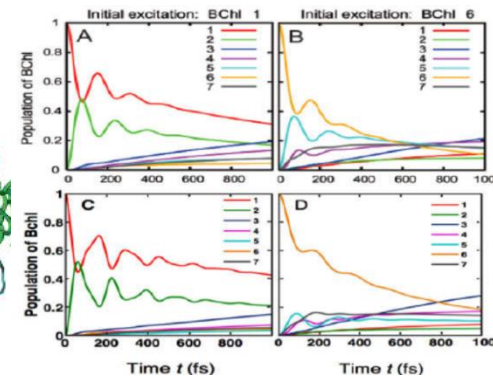 Initial excitation: BChl 1
Initial excitation: BChl 6
Population of BChl
1
0.8
0.6
0.4
0.2
0
A
1
2
3
4
5
6
7
0 200 400 600 800
B
1
2
3
4
5
6
7
0 200 400 600 800 100
Population of Bchl
1.0
0.8
0.6
0.4
0.2
0
C
1
2
3
4
5
6
7
0 200 400 600 800
D
1
2
3
4
5
6
7
0 200 400 600 800 100
Time t (fs)
Time t (fs)